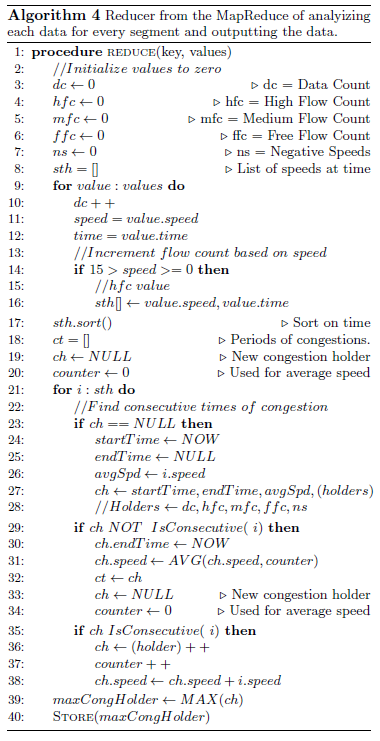 Algorithm 4 Reducer from the MapReduce of analyizing
each data for every segment and outputting the data.
1: procedure REDUCE(key, values)
2: //Initialize values to zero
3: dc ← 0 ▷ dc = Data Count
4: hfc ← 0 ▷ hfc = High Flow Count
5: mfc ← 0 ▷ mfc = Medium Flow Count
6: ffc ← 0 ▷ ffc = Free Flow Count
7: ns ← 0 ▷ ns = Negative Speeds
8: sth = [] ▷ List of speeds at time
9: for value : values do
10: dc + +
11: speed = value.speed
12: time = value.time
13: //Increment flow count based on speed
14: if 15 > speed >= 0 then
15: //hfc value
16: sth[] ← value.speed, value.time
17: sth.sort() ▷ Sort on time
18: ct = [] ▷ Periods of congestions.
19: ch ← NULL ▷ New congestion holder
20: counter ← 0 ▷ Used for average speed
21: for i : sth do
22: //Find consecutive times of congestion
23: if ch == NULL then
24: startTime ← NOW
25: endTime ← NULL
26: avgSpd ← i.speed
27: ch ← startTime, endTime, avgSpd, (holders)
28: //Holders ← dc, hfc, mfc, ffc, ns
29: if ch NOT IsConsecutive( i) then
30: ch.endTime ← NOW
31: ch.speed ← AVG(ch.speed, counter)
32: ct ← ch
33: ch ← NULL ▷ New congestion holder
34: counter ← 0 ▷ Used for average speed
35: if ch IsConsecutive( i) then
36: ch ← (holder) + +
37: counter + +
38: ch.speed ← ch.speed + i.speed
39: maxCongHolder ← MAX(ch)
40: STORE(maxCongHolder)